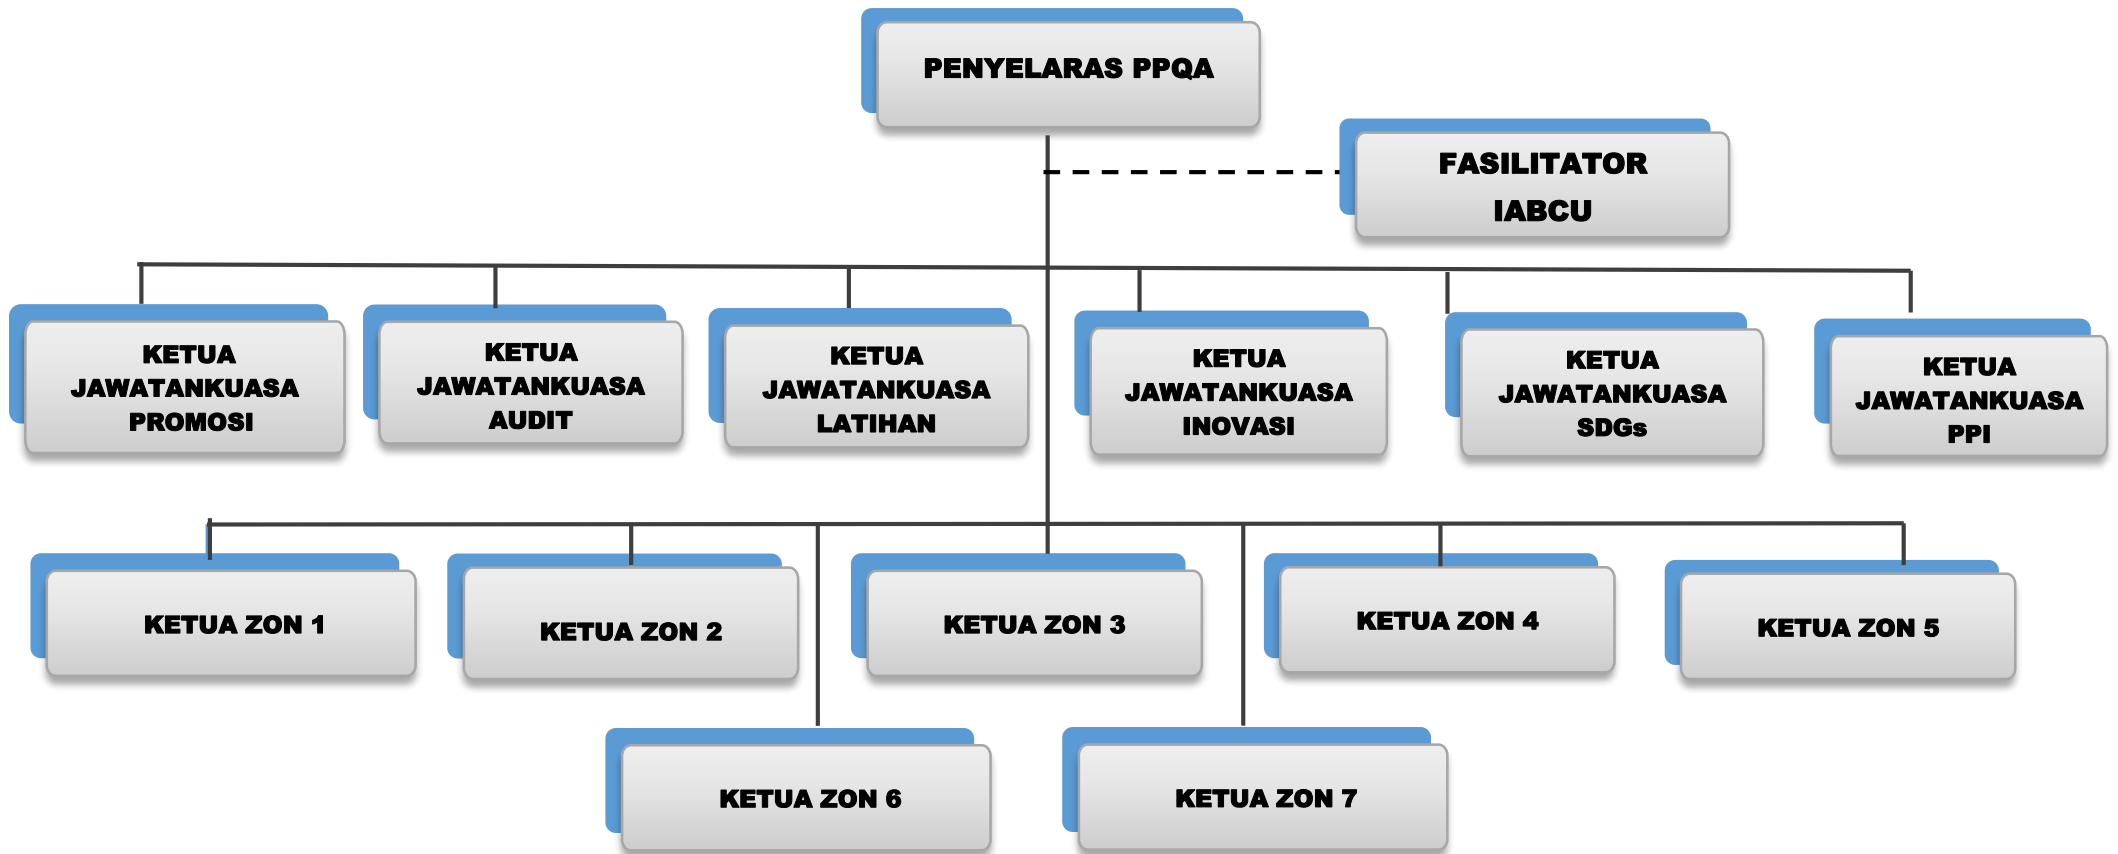 PENYELARAS PPQA
FASILITATOR
IABCU
KETUA
JAWATANKUASA
PROMOSI
KETUA
JAWATANKUASA
AUDIT
KETUA
JAWATANKUASA
LATIHAN
KETUA
JAWATANKUASA
INOVASI
KETUA
JAWATANKUASA
SDGs
KETUA
JAWATANKUASA
PPI
KETUA ZON 1
KETUA ZON 2
KETUA ZON 3
KETUA ZON 4
KETUA ZON 5
KETUA ZON 6
KETUA ZON 7